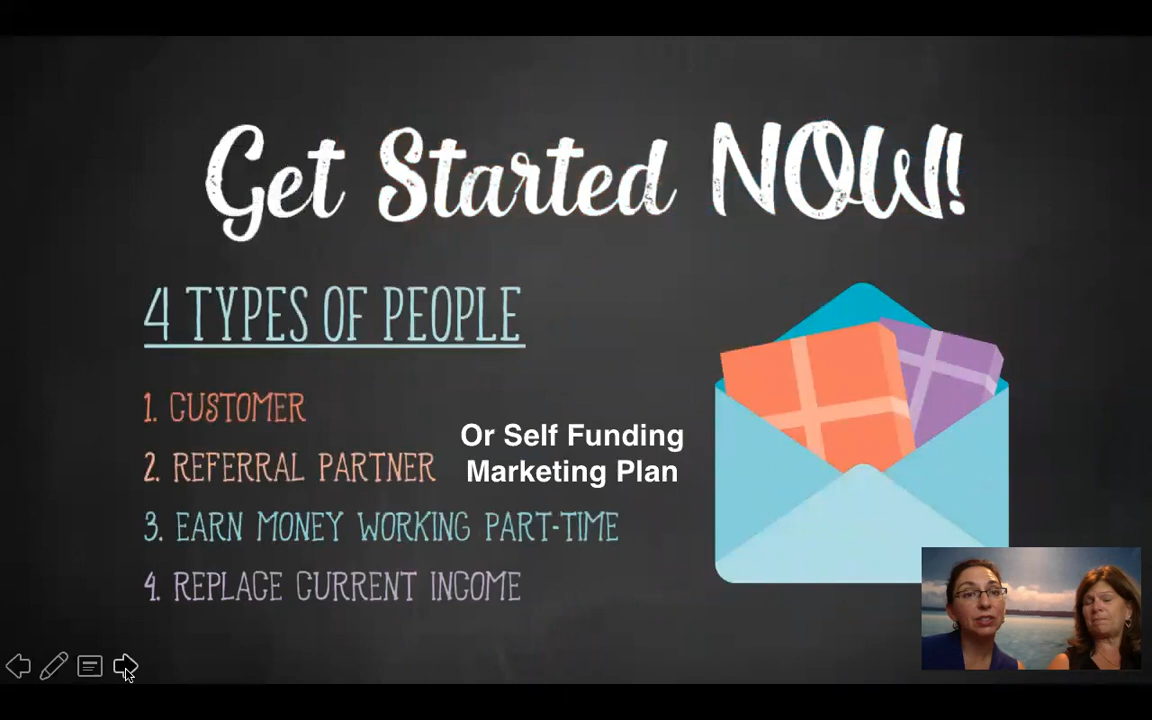 Get Started NOW!
4 TYPES OF PEOPLE
1. CUSTOMER
2. REFERRAL PARTNER
Or Self Funding
Marketing Plan
3. EARN MONEY WORKING PART-TIME
4. REPLACE CURRENT INCOME